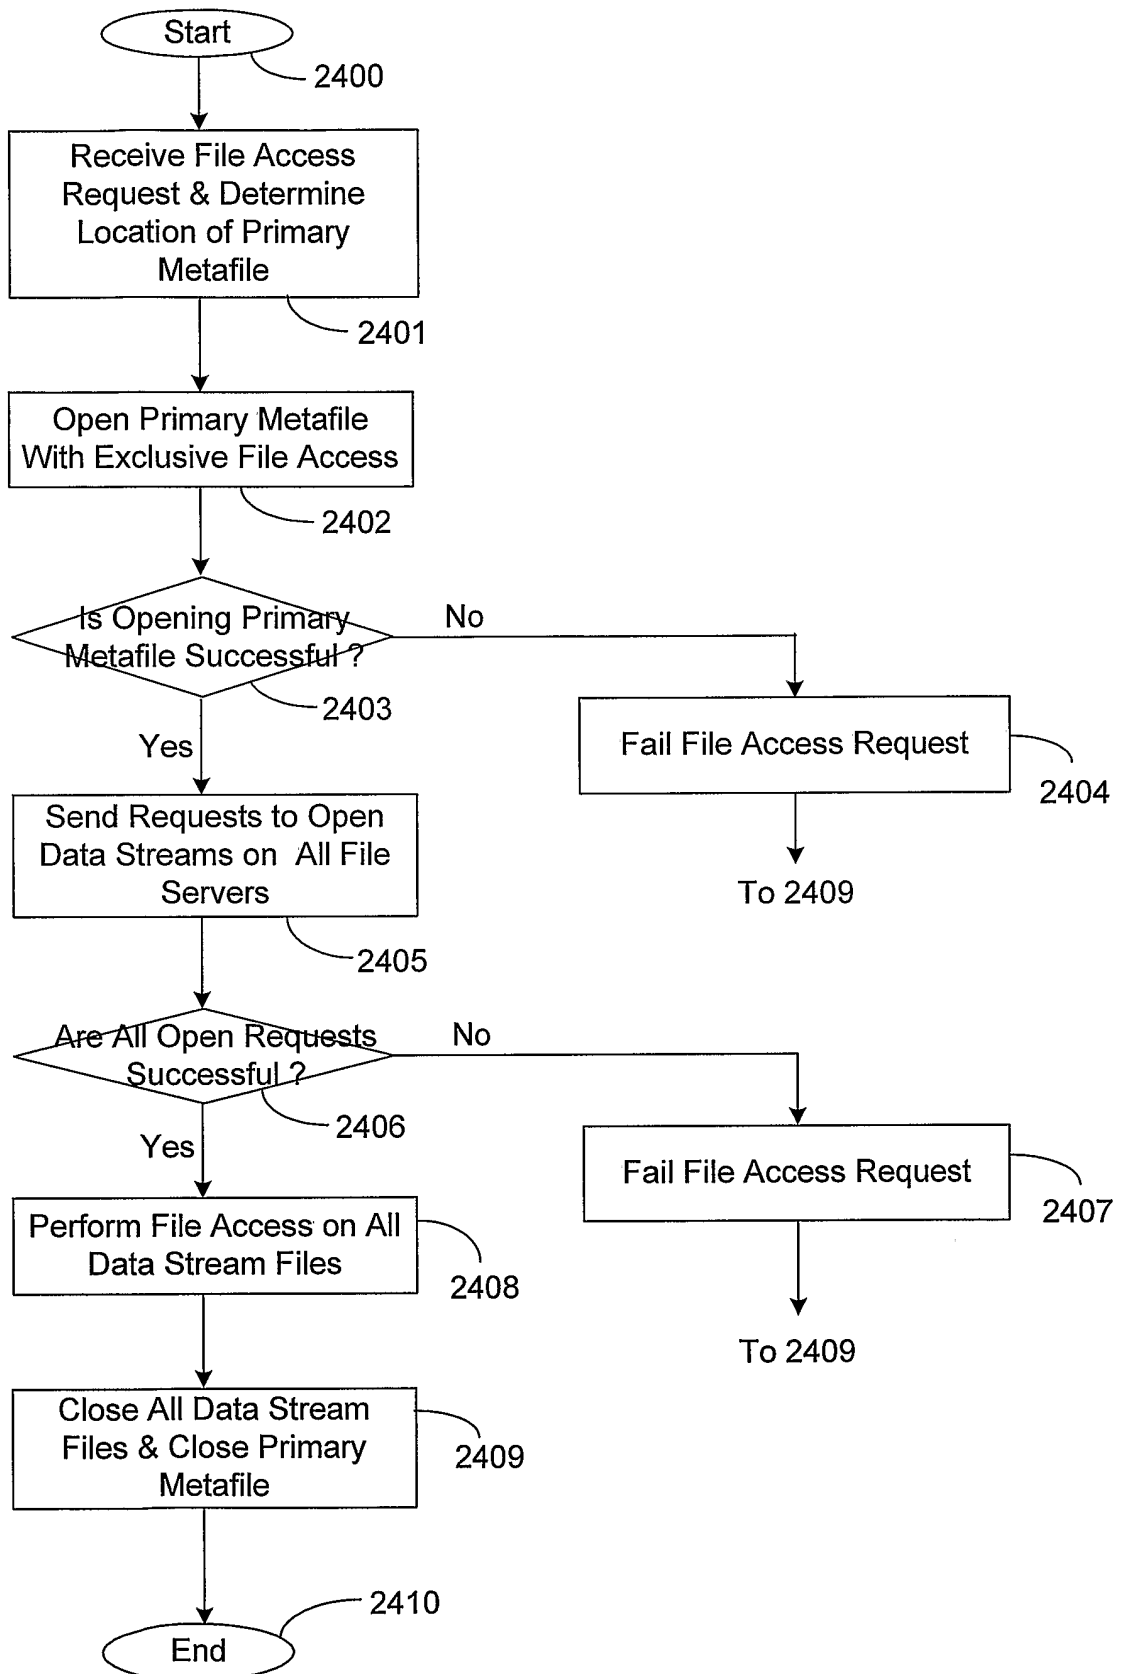 Start
2400
Receive File Access
Request & Determine
Location of Primary
Metafile
2401
Open Primary Metafile
With Exclusive File Access
2402
Is Opening Primary
Metafile Successful ?
2403
No
Yes
Fail File Access Request
2404
To 2409
Send Requests to Open
Data Streams on All File
Servers
2405
Are All Open Requests
Successful ?
2406
No
Yes
Fail File Access Request
2407
To 2409
Perform File Access on All
Data Stream Files
2408
Close All Data Stream
Files & Close Primary
Metafile
2409
2410
End